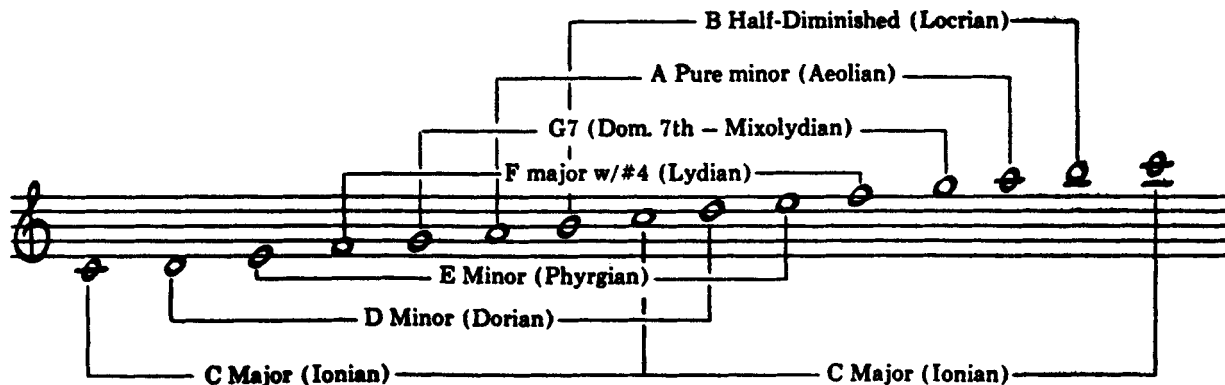 B Half-Diminished (Locrian)
A Pure minor (Aeolian)
G7 (Dom. 7th – Mixolydian)
F major w/#4 (Lydian)
E Minor (Phyrgian)
D Minor (Dorian)
C Major (Ionian) C Major (Ionian)